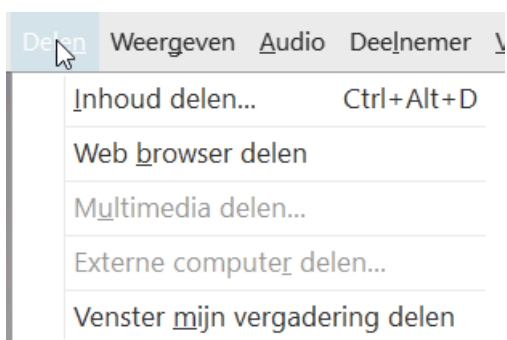 Delen Weergeven Audio Deelnemer
Inhoud delen... Ctrl+Alt+D
Web browser delen
Multimedia delen...
Externe computer delen...
Venster mijn vergadering delen